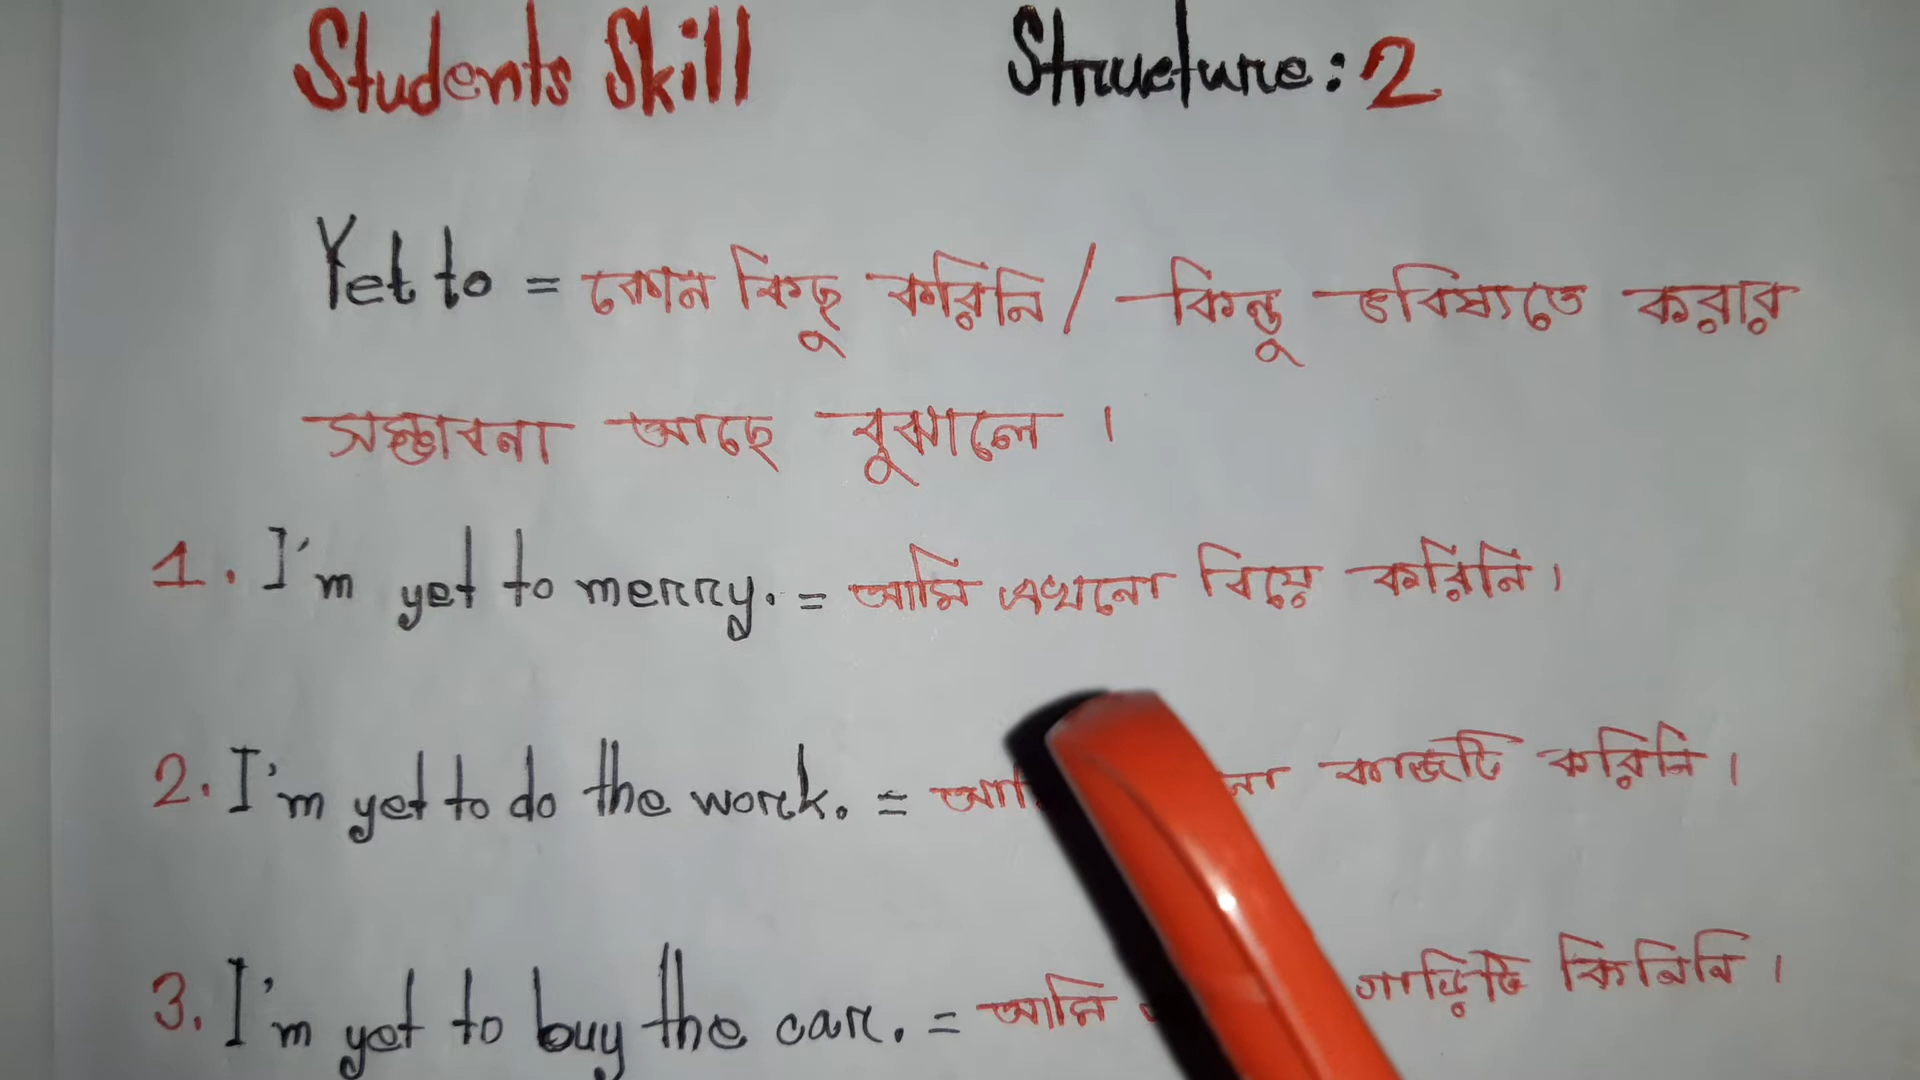 Students Skill Structure: 2
Yet to = কোন কিছু করিনি / কিন্তু ভবিষ্যতে করার
সম্ভাবনা আছে বুঝালে ।
1. I'm yet to merry. = আমি এখনো বিয়ে করিনি ।
2. I'm yet to do the work. = কাজটি করিনি ।
3. I'm yet to buy the car. = আমি গাড়িটি কিনিনি ।